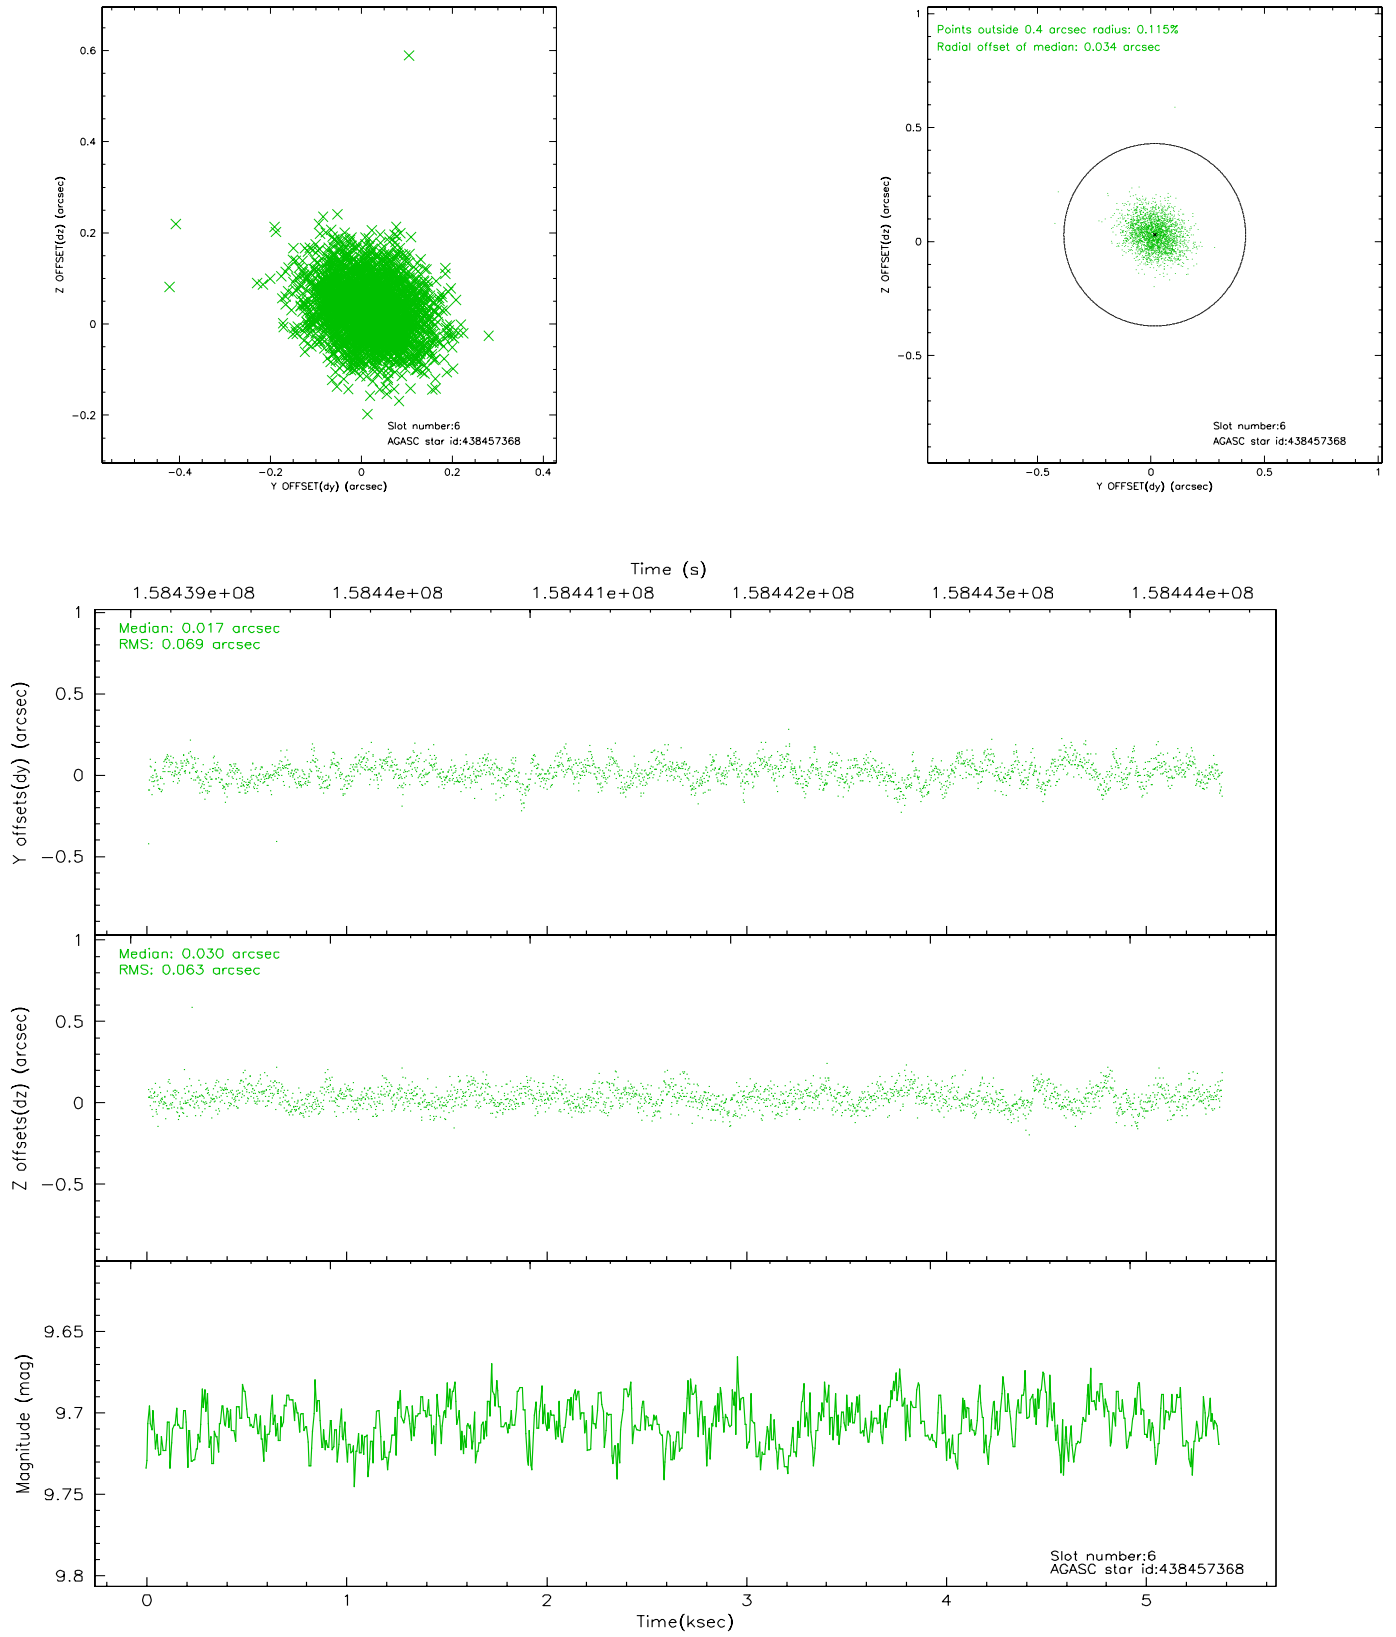 0.6
0.4
0.2
0
−0.2
Z OFFSET(dz) (arcsec)
Slot number:6
AGASC star id:438457368
−0.4 −0.2 0 0.2 0.4
Y OFFSET(dy) (arcsec)
Points outside 0.4 arcsec radius: 0.115%
Radial offset of median: 0.034 arcsec
1
0.5
0
−0.5
Z OFFSET(dz) (arcsec)
Slot number:6
AGASC star id:438457368
−0.5 0 0.5 1
Y OFFSET(dy) (arcsec)
Time (s)
1.58439e+08 1.5844e+08 1.58441e+08 1.58442e+08 1.58443e+08 1.58444e+08
Median: 0.017 arcsec
RMS: 0.069 arcsec
1
0.5
0
−0.5
Y offsets(dy) (arcsec)
Median: 0.030 arcsec
RMS: 0.063 arcsec
1
0.5
0
−0.5
Z offsets(dz) (arcsec)
9.65
9.7
9.75
9.8
Magnitude (mag)
Slot number:6
AGASC star id:438457368
0 1 2 3 4 5
Time(ksec)